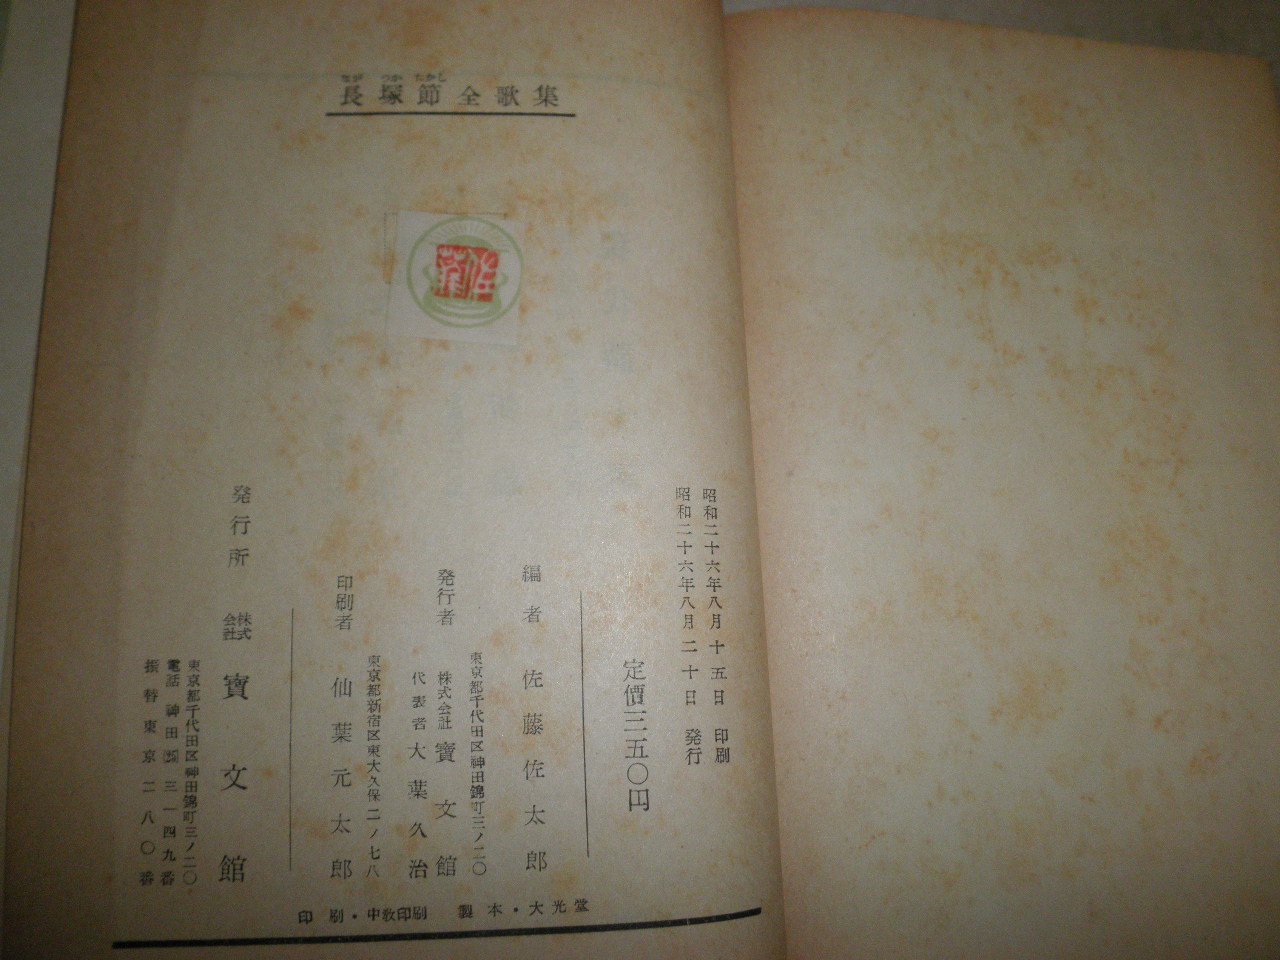 ながつかたかし
長塚節全歌集
昭和二十六年八月十五日 印刷
昭和二十六年八月二十日 発行
定價三五〇円
編者 佐藤佐太郎
東京都千代田区神田錦町三ノ二〇
発行者 株式会社 寶文館
代表者 大葉久治
東京都新宿区東大久保二ノ七八
印刷者 仙葉元太郎
発行所 株式会社 寶文館
東京都千代田区神田錦町三ノ二〇
電話 神田 三一四九番
振替東京二八〇番
印刷・中教印刷 製本・大光堂